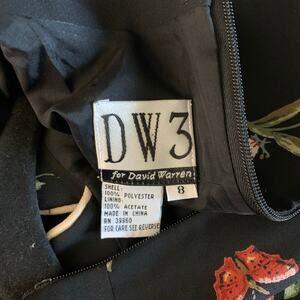 DW3
for David Warren
8
SHELL:
100% POLYESTER
LINING:
100% ACETATE
MADE IN CHINA
RN 39960
FOR CARE SEE REVERSE